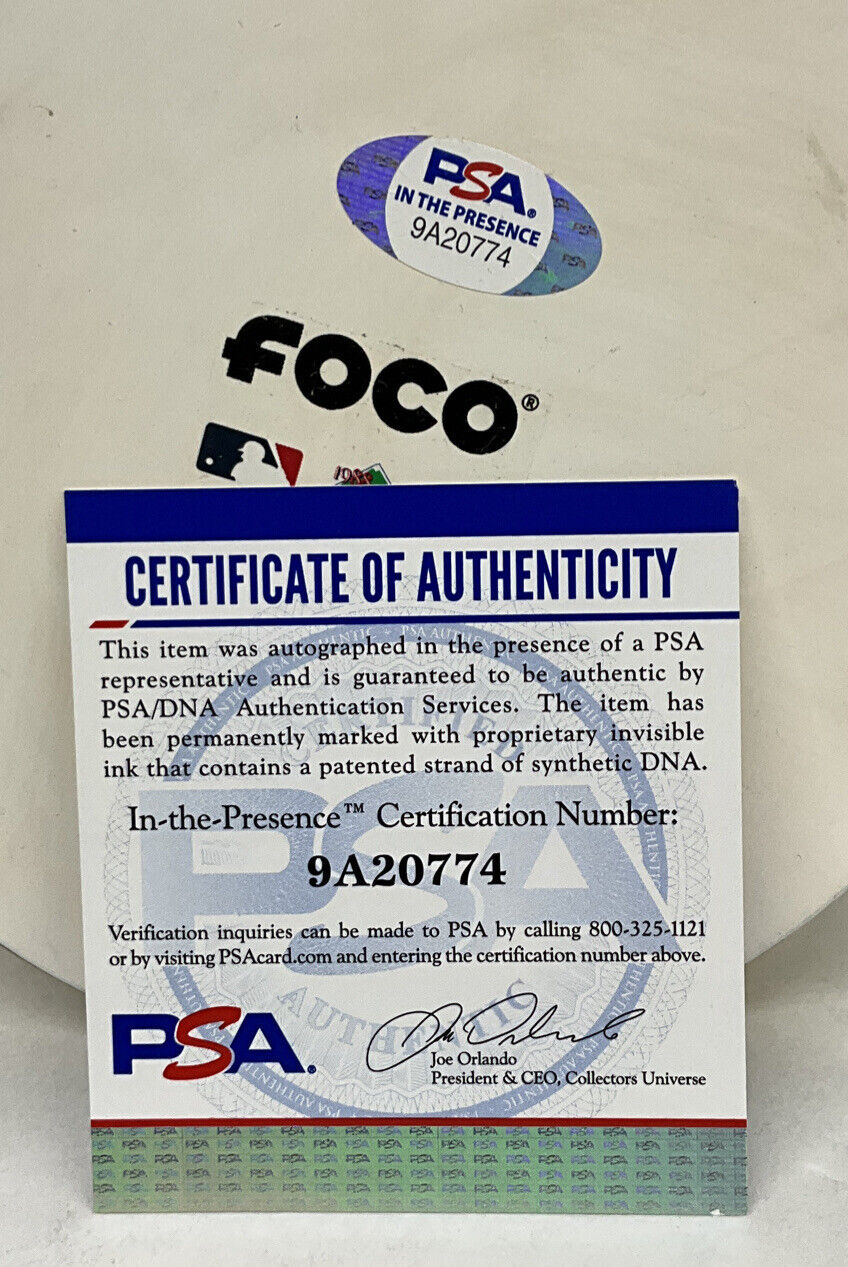 PSA®
IN THE PRESENCE
9A20774
FOCO®
CERTIFICATE OF AUTHENTICITY
This item was autographed in the presence of a PSA
representative and is guaranteed to be authentic by
PSA/DNA Authentication Services. The item has
been permanently marked with proprietary invisible
ink that contains a patented strand of synthetic DNA.
In-the-Presence™ Certification Number:
9A20774
Verification inquiries can be made to PSA by calling 800-325-1121
or by visiting PSAcard.com and entering the certification number above.
PSA®
Joe Orlando
President & CEO, Collectors Universe
CERTIFIED
PSA
AUTHENTIC